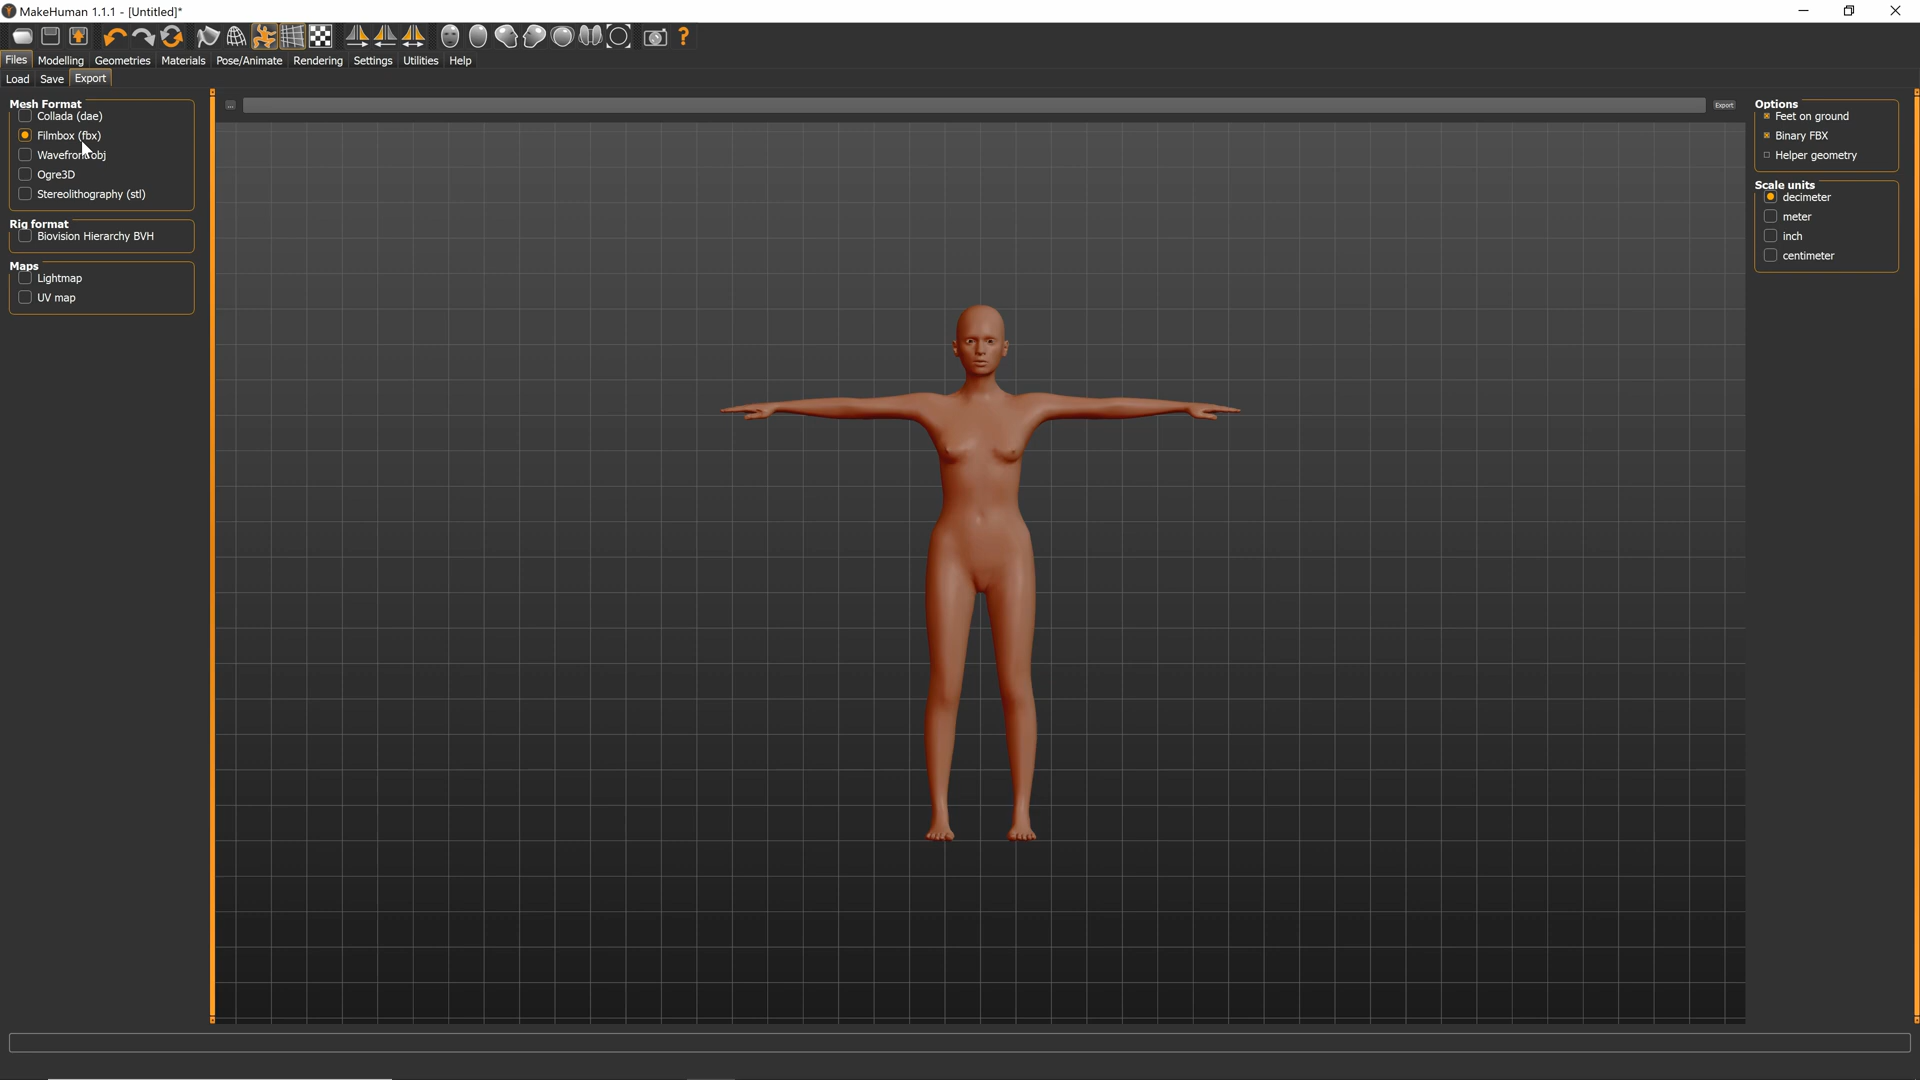 MakeHuman 1.1.1 - [Untitled]*
Files Modelling Geometries Materials Pose/Animate Rendering Settings Utilities Help
Load Save Export
Mesh Format
Collada (dae)
Filmbox (fbx)
Wavefront obj
Ogre3D
Stereolithography (stl)
Rig format
Biovision Hierarchy BVH
Maps
Lightmap
UV map
...
Export
Options
Feet on ground
Binary FBX
Helper geometry
Scale units
decimeter
meter
inch
centimeter